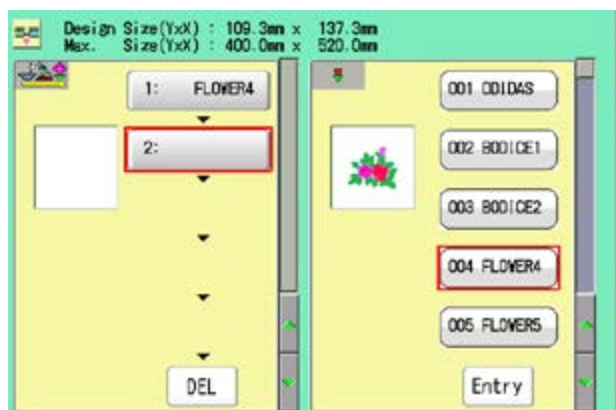 Design Size(YxX) : 109.3mm x 137.3mm
Max. Size(YxX) : 400.0mm x 520.0mm
1: FLOWER4
2:
DEL
001 ODIDAS
002 BODICE1
003 BODICE2
004 FLOWER4
005 FLOWER5
Entry